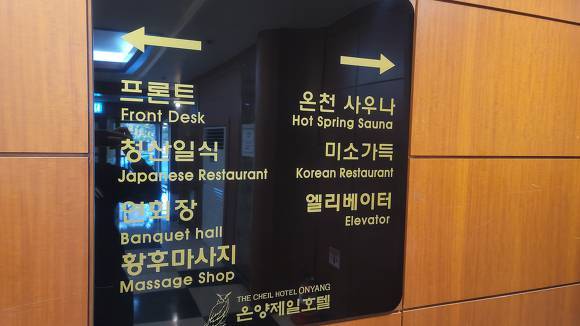 프론트
Front Desk
청산일식
Japanese Restaurant
연회장
Banquet hall
황후마사지
Massage Shop
온천 사우나
Hot Spring Sauna
미소가득
Korean Restaurant
엘리베이터
Elevator
THE CHEIL HOTEL ONYANG
온양제일호텔